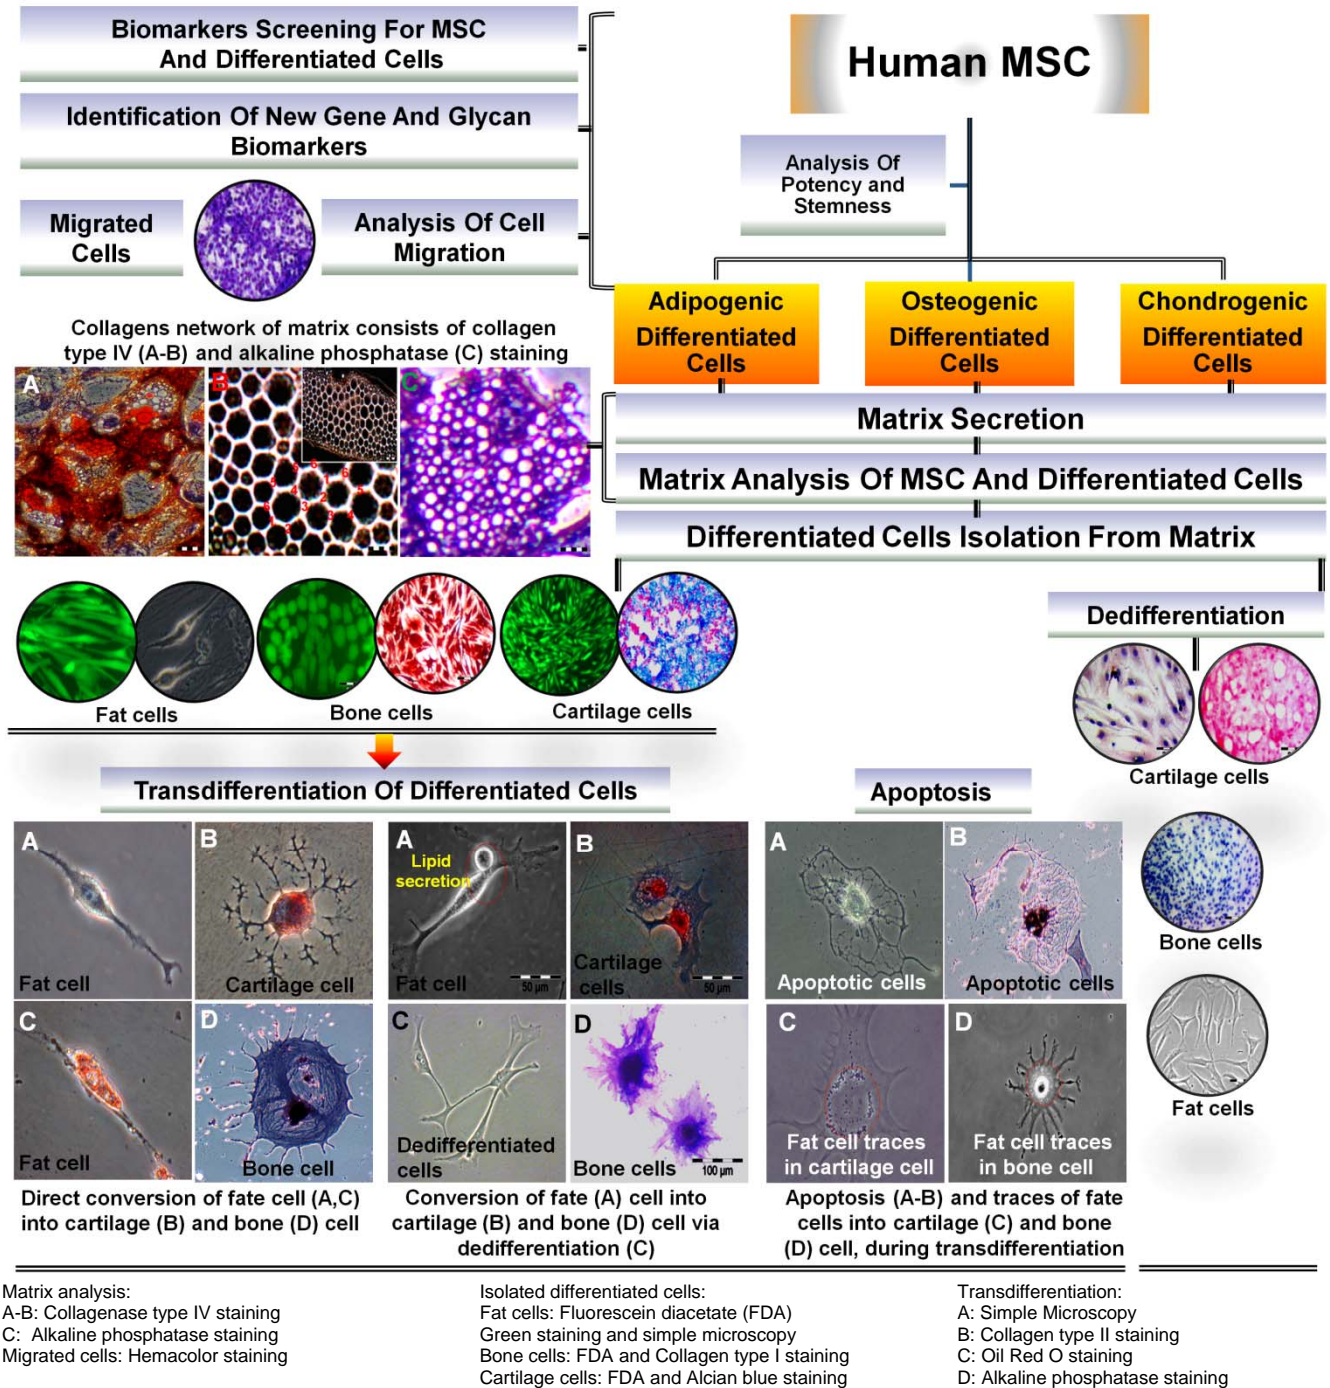 Biomarkers Screening For MSC
And Differentiated Cells
Identification Of New Gene And Glycan
Biomarkers
Migrated
Cells
Analysis Of Cell
Migration
Human MSC
Analysis Of
Potency and
Stemness
Adipogenic
Differentiated
Cells
Osteogenic
Differentiated
Cells
Chondrogenic
Differentiated
Cells
Matrix Secretion
Matrix Analysis Of MSC And Differentiated Cells
Differentiated Cells Isolation From Matrix
Collagens network of matrix consists of collagen
type IV (A-B) and alkaline phosphatase (C) staining
A
B
C
Fat cells
Bone cells
Cartilage cells
Dedifferentiation
Cartilage cells
Bone cells
Fat cells
Transdifferentiation Of Differentiated Cells
A
Fat cell
B
Cartilage cell
C
Fat cell
D
Bone cell
Direct conversion of fate cell (A,C)
into cartilage (B) and bone (D) cell
A
Lipid
secretion
Fat cell
50 µm
B
Cartilage
cells
50 µm
C
Dedifferentiated
cells
D
Bone cells
100 µm
Conversion of fate (A) cell into
cartilage (B) and bone (D) cell via
dedifferentiation (C)
Apoptosis
A
Apoptotic cells
B
Apoptotic cells
C
Fat cell traces
in cartilage cell
D
Fat cell traces
in bone cell
Apoptosis (A-B) and traces of fate
cells into cartilage (C) and bone
(D) cell, during transdifferentiation
Matrix analysis:
A-B: Collagenase type IV staining
C: Alkaline phosphatase staining
Migrated cells: Hemacolor staining
Isolated differentiated cells:
Fat cells: Fluorescein diacetate (FDA)
Green staining and simple microscopy
Bone cells: FDA and Collagen type I staining
Cartilage cells: FDA and Alcian blue staining
Transdifferentiation:
A: Simple Microscopy
B: Collagen type II staining
C: Oil Red O staining
D: Alkaline phosphatase staining